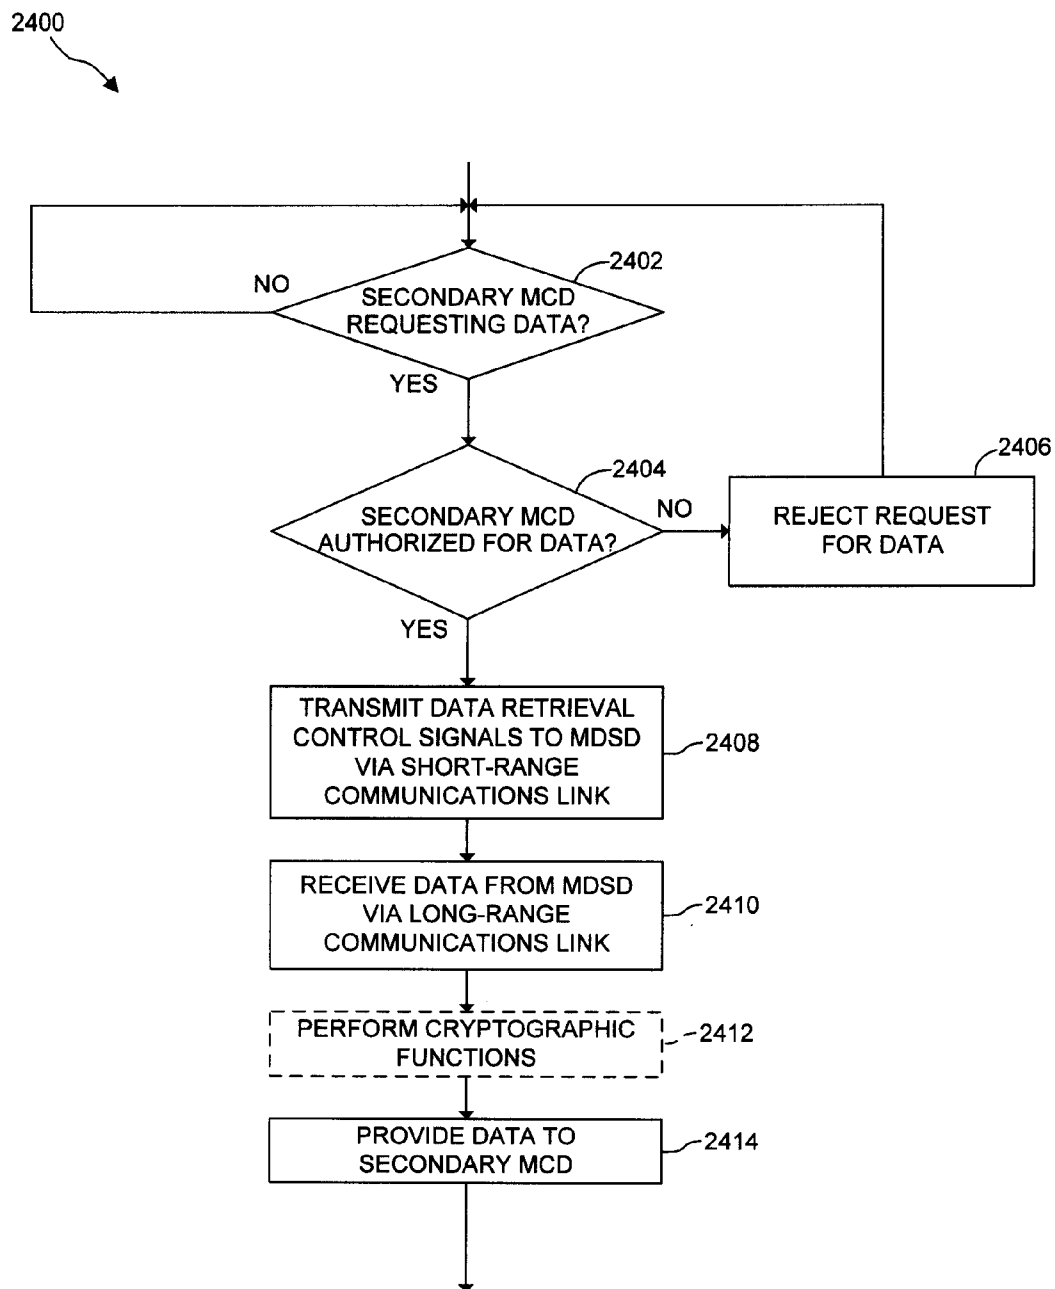 2400
2402
NO
SECONDARY MCD
REQUESTING DATA?
YES
2404
2406
SECONDARY MCD
AUTHORIZED FOR DATA?
NO
REJECT REQUEST
FOR DATA
YES
TRANSMIT DATA RETRIEVAL
CONTROL SIGNALS TO MDSD
VIA SHORT-RANGE
COMMUNICATIONS LINK
2408
RECEIVE DATA FROM MDSD
VIA LONG-RANGE
COMMUNICATIONS LINK
2410
PERFORM CRYPTOGRAPHIC
FUNCTIONS
2412
PROVIDE DATA TO
SECONDARY MCD
2414